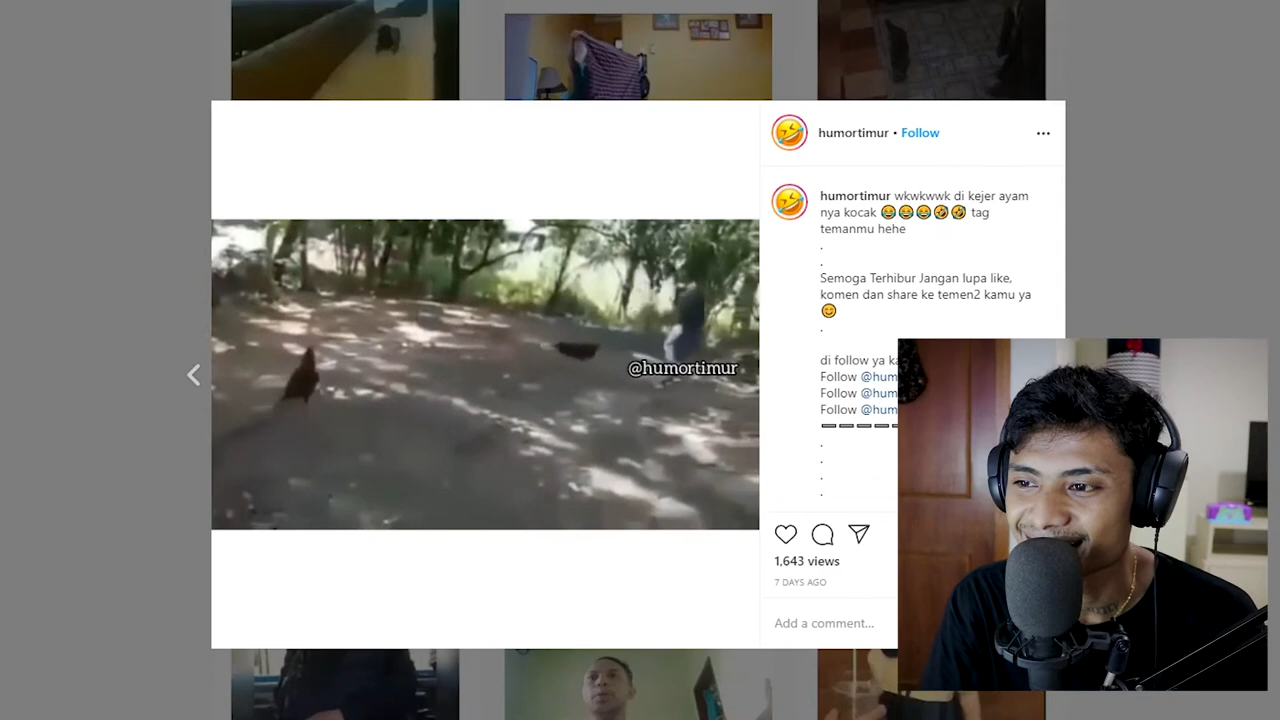 humortimur • Follow
humortimur wkwkwwk di kejer ayam
nya kocak 😂😂😂🤣🤣 tag
temanmu hehe
.
.
Semoga Terhibur Jangan lupa like,
komen dan share ke temen2 kamu ya
😊
.
di follow ya
Follow
Follow
Follow
.
.
.
.
@humortimur
1,643 views
7 DAYS AGO
Add a comment...